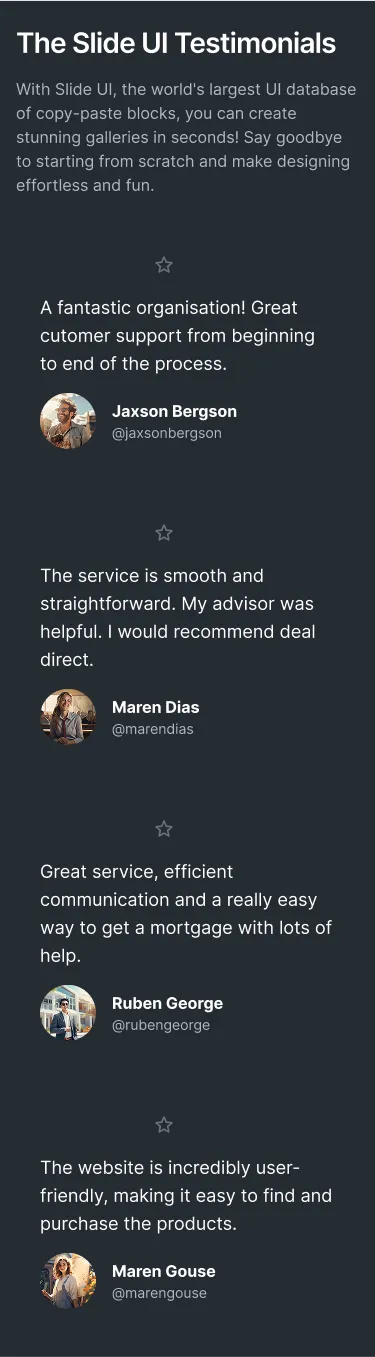 The Slide UI Testimonials
With Slide UI, the world's largest UI database
of copy-paste blocks, you can create
stunning galleries in seconds! Say goodbye
to starting from scratch and make designing
effortless and fun.
A fantastic organisation! Great
cutomer support from beginning
to end of the process.
Jaxson Bergson
@jaxsonbergson
The service is smooth and
straightforward. My advisor was
helpful. I would recommend deal
direct.
Maren Dias
@marendias
Great service, efficient
communication and a really easy
way to get a mortgage with lots of
help.
Ruben George
@rubengeorge
The website is incredibly user-
friendly, making it easy to find and
purchase the products.
Maren Gouse
@marengouse